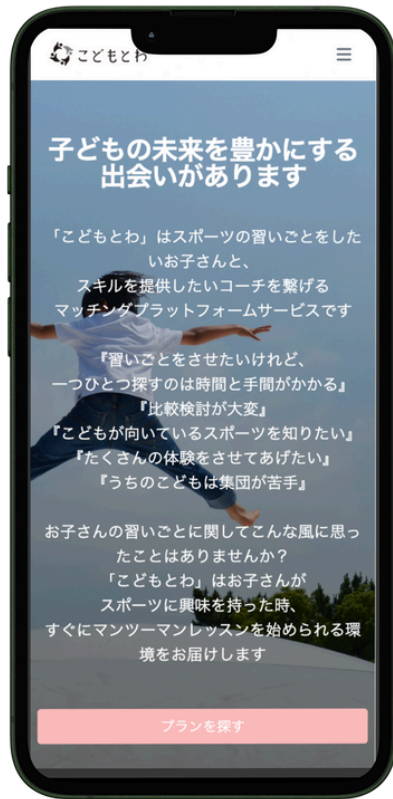 こどもとわ
子どもの未来を豊かにする
出会いがあります
「こどもとわ」はスポーツの習いごとをした
いお子さんと、
スキルを提供したいコーチを繋げる
マッチングプラットフォームサービスです
『習いごとをさせたいけれど、
一つひとつ探すのは時間と手間がかかる』
『比較検討が大変』
『こどもが向いているスポーツを知りたい』
『たくさんの体験をさせてあげたい』
『うちのこどもは集団が苦手』
お子さんの習いごとに関してこんな風に思っ
たことはありませんか？
「こどもとわ」はお子さんが
スポーツに興味を持った時、
すぐにマンツーマンレッスンを始められる環
境をお届けします
プランを探す